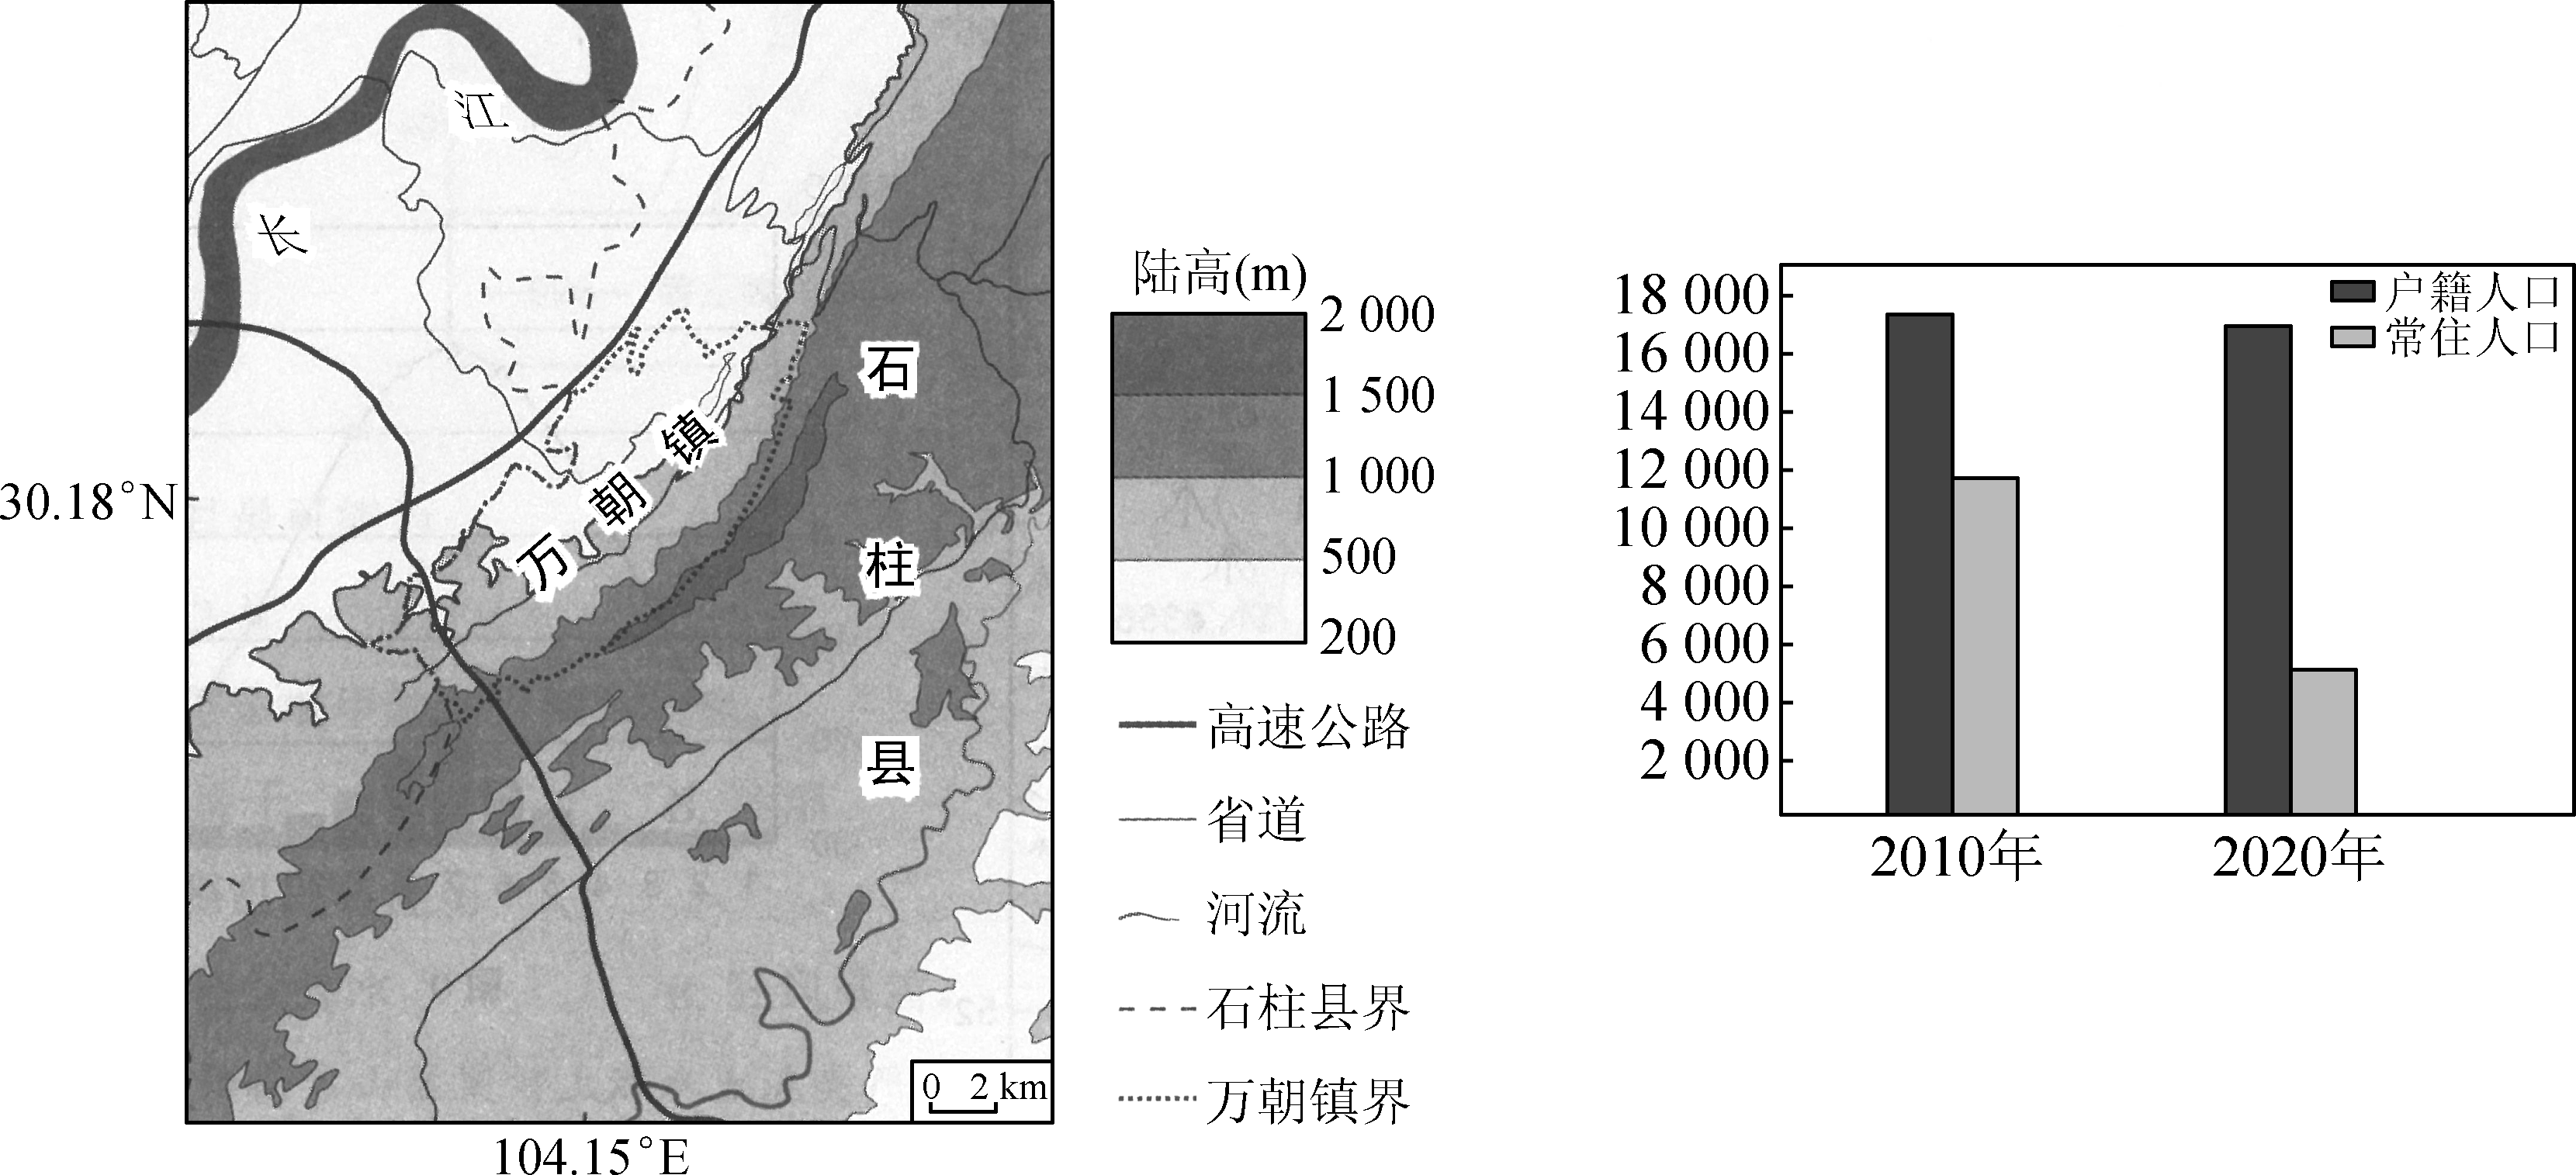 江
长
30.18°N
万朝镇
石柱县
0 2 km
104.15°E
陆高(m)
2 000
1 500
1 000
500
200
高速公路
省道
河流
石柱县界
万朝镇界
18 000
16 000
14 000
12 000
10 000
8 000
6 000
4 000
2 000
户籍人口
常住人口
2010年
2020年